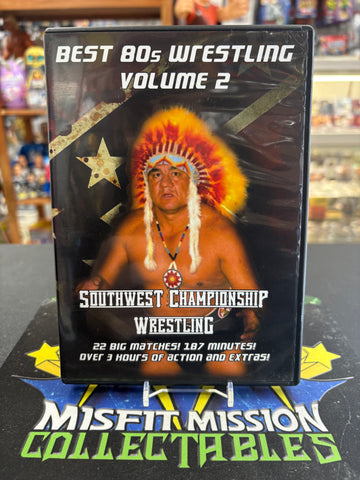 BEST 80s WRESTLING
VOLUME 2
SOUTHWEST CHAMPIONSHIP
WRESTLING
22 BIG MATCHES! 187 MINUTES!
OVER 3 HOURS OF ACTION AND EXTRAS!
MISFIT MISSION
COLLECTABLES